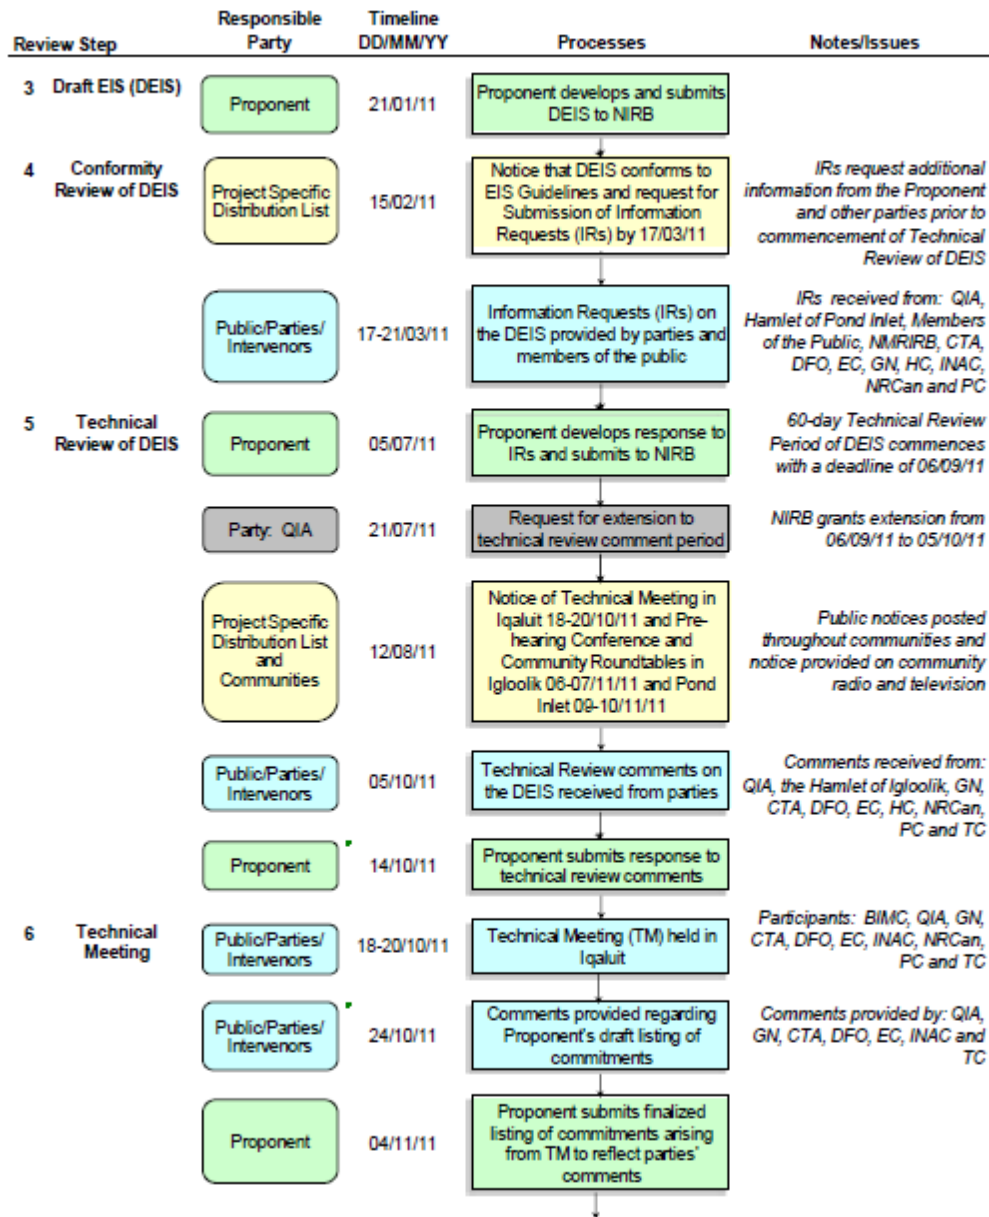 Responsible Party
Timeline DD/MM/YY
Review Step
Processes
Notes/Issues
3 Draft EIS (DEIS)
Proponent
21/01/11
Proponent develops and submits
DEIS to NIRB
4 Conformity
Review of DEIS
Project Specific
Distribution List
15/02/11
Notice that DEIS conforms to
EIS Guidelines and request for
Submission of Information
Requests (IRs) by 17/03/11
IRs request additional
information from the Proponent
and other parties prior to
commencement of Technical
Review of DEIS
Public/Parties/
Intervenors
17-21/03/11
Information Requests (IRs) on
the DEIS provided by parties and
members of the public
IRs received from: QIA,
Hamlet of Pond Inlet, Members
of the Public, NMRIRB, CTA,
DFO, EC, GN, HC, INAC,
NRCan and PC
5 Technical
Review of DEIS
Proponent
05/07/11
Proponent develops response to
IRs and submits to NIRB
60-day Technical Review
Period of DEIS commences
with a deadline of 06/09/11
Party: QIA
21/07/11
Request for extension to
technical review comment period
NIRB grants extension from
06/09/11 to 05/10/11
Project Specific
Distribution List
and
Communities
12/08/11
Notice of Technical Meeting in
Iqaluit 18-20/10/11 and Pre-
hearing Conference and
Community Roundtables in
Igloolik 06-07/11/11 and Pond
Inlet 09-10/11/11
Public notices posted
throughout communities and
notice provided on community
radio and television
Public/Parties/
Intervenors
05/10/11
Technical Review comments on
the DEIS received from parties
Comments received from:
QIA, the Hamlet of Igloolik, GN,
CTA, DFO, EC, HC, NRCan,
PC and TC
Proponent
14/10/11
Proponent submits response to
technical review comments
6 Technical
Meeting
Public/Parties/
Intervenors
18-20/10/11
Technical Meeting (TM) held in
Iqaluit
Participants: BIMC, QIA, GN,
CTA, DFO, EC, INAC, NRCan,
PC and TC
Public/Parties/
Intervenors
24/10/11
Comments provided regarding
Proponent's draft listing of
commitments
Comments provided by: QIA,
GN, CTA, DFO, EC, INAC and
TC
Proponent
04/11/11
Proponent submits finalized
listing of commitments arising
from TM to reflect parties'
comments